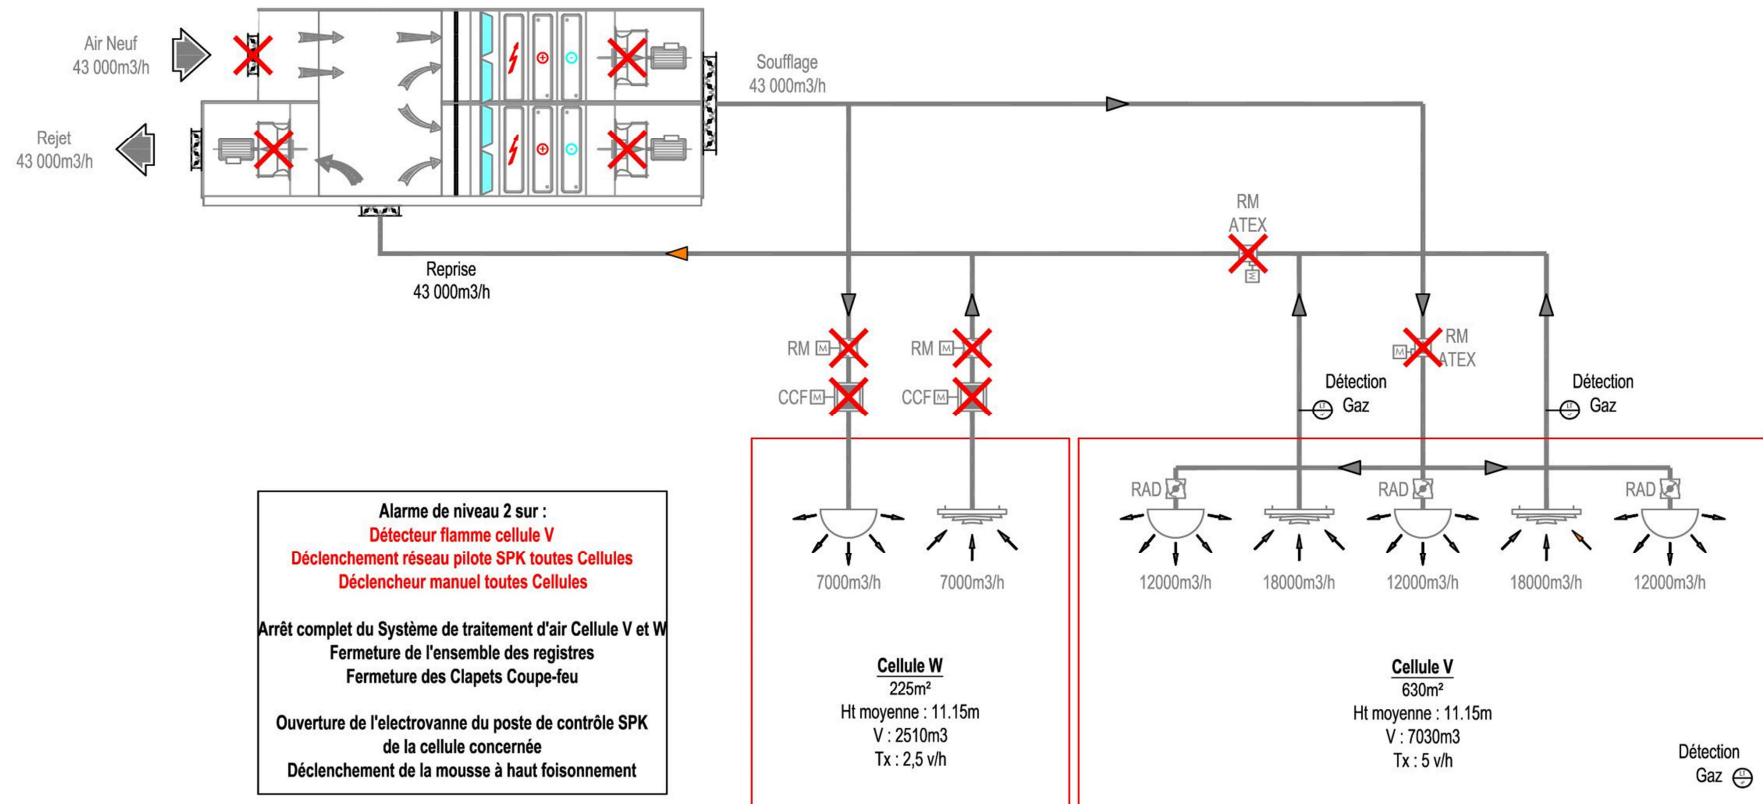 Air Neuf
43 000m3/h
Rejet
43 000m3/h
Soufflage
43 000m3/h
Reprise
43 000m3/h
RM
ATEX
RM M
RM M
CCF M
CCF M
M
M
RM
ATEX
Détection
Gaz
LT
Détection
Gaz
LT
RAD
RAD
RAD
7000m3/h
7000m3/h
12000m3/h
18000m3/h
12000m3/h
18000m3/h
12000m3/h
Alarme de niveau 2 sur :
Détecteur flamme cellule V
Déclenchement réseau pilote SPK toutes Cellules
Déclencheur manuel toutes Cellules
Arrêt complet du Système de traitement d'air Cellule V et W
Fermeture de l'ensemble des registres
Fermeture des Clapets Coupe-feu
Ouverture de l'electrovanne du poste de contrôle SPK
de la cellule concernée
Déclenchement de la mousse à haut foisonnement
Cellule W
225m²
Ht moyenne : 11.15m
V : 2510m3
Tx : 2,5 v/h
Cellule V
630m²
Ht moyenne : 11.15m
V : 7030m3
Tx : 5 v/h
Détection
Gaz
LT